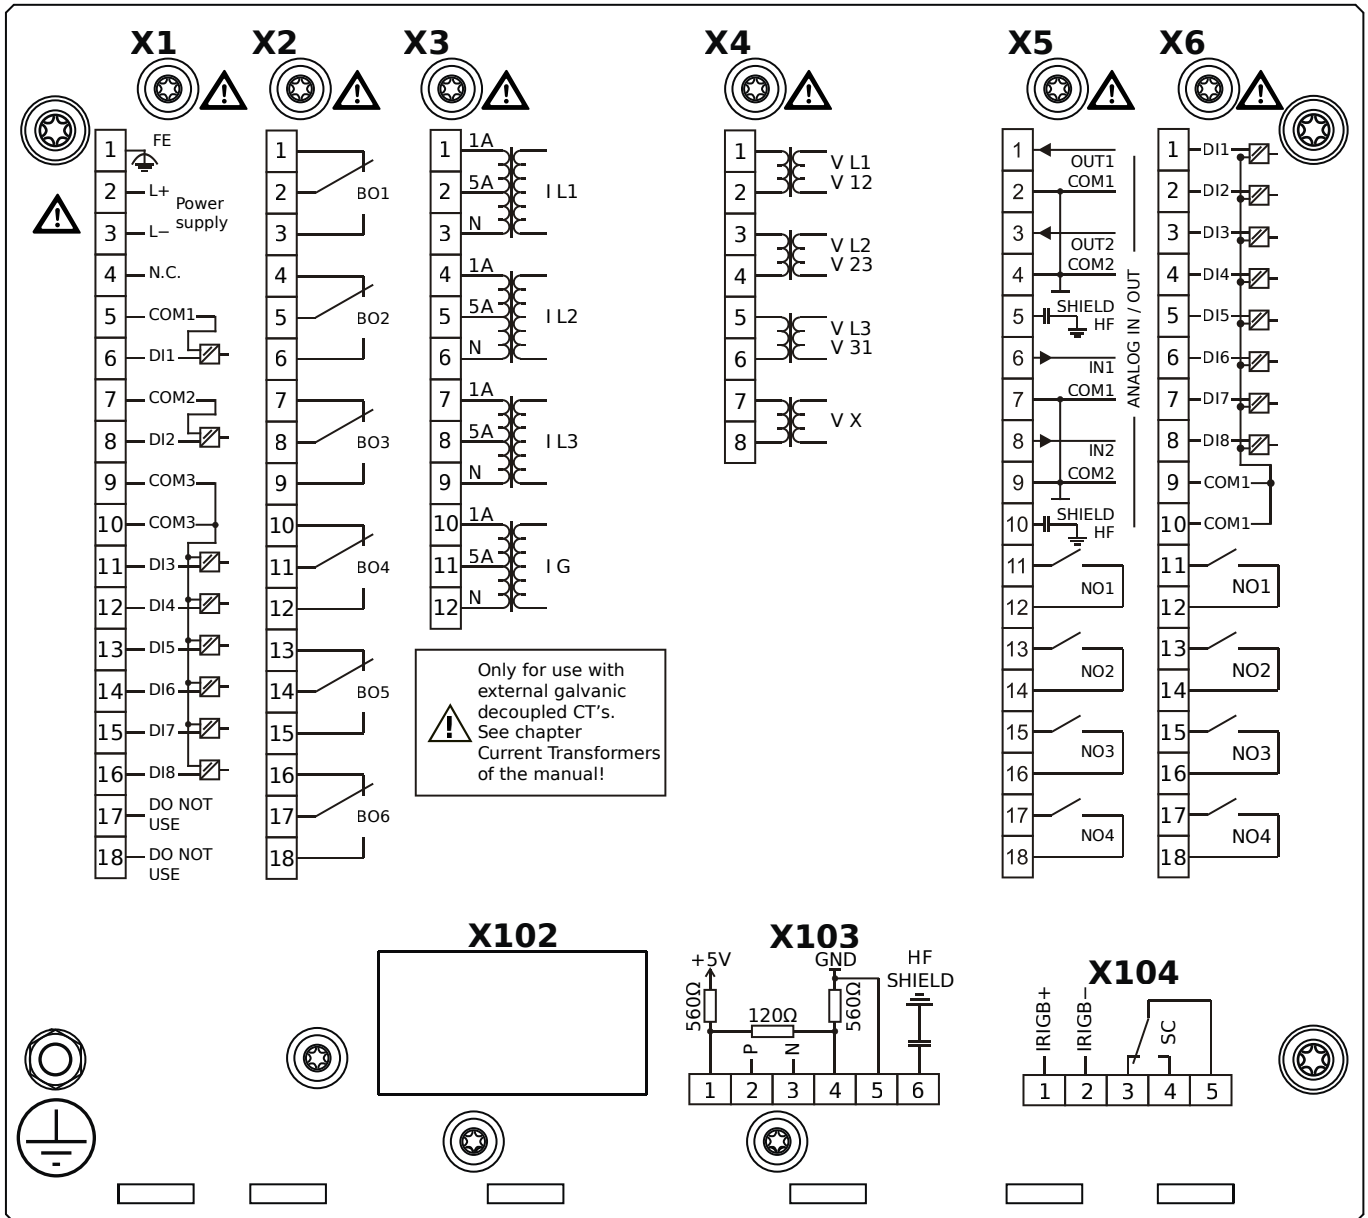 X1
X2
X3
X4
X5
X6
1 FE
2 L+
Power
supply
3 L−
4 N.C.
5 COM1
6 DI1
7 COM2
8 DI2
9 COM3
10 COM3
11 DI3
12 DI4
13 DI5
14 DI6
15 DI7
16 DI8
17 DO NOT
USE
18 DO NOT
USE
1
2 BO1
3
4
5 BO2
6
7
8 BO3
9
10
11 BO4
12
13
14 BO5
15
16
17 BO6
18
1 1A
2 5A I L1
3 N
4 1A
5 5A I L2
6 N
7 1A
8 5A I L3
9 N
10 1A
11 5A I G
12 N
Only for use with
external galvanic
decoupled CT's.
See chapter
Current Transformers
of the manual!
1 V L1
2 V 12
3 V L2
4 V 23
5 V L3
6 V 31
7 V X
8
1 OUT1
2 COM1
3 OUT2
4 COM2
5 SHIELD
HF
6 IN1
7 COM1
8 IN2
9 COM2
10 SHIELD
HF
ANALOG IN / OUT
11
NO1
12
13
NO2
14
15
NO3
16
17
NO4
18
1 DI1
2 DI2
3 DI3
4 DI4
5 DI5
6 DI6
7 DI7
8 DI8
9 COM1
10 COM1
11
NO1
12
13
NO2
14
15
NO3
16
17
NO4
18
X102
X103
+5V GND HF
SHIELD
560Ω 120Ω 560Ω
P N
1 2 3 4 5 6
X104
IRIGB+ IRIGB− SC
1 2 3 4 5